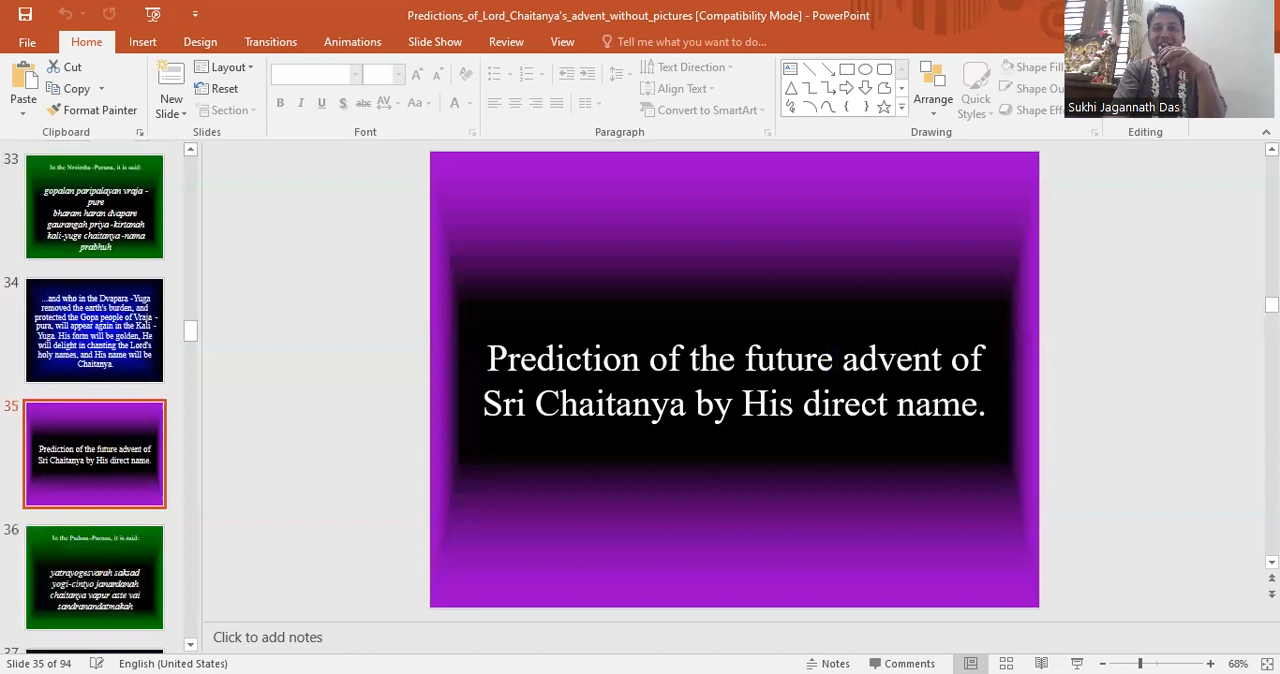 Predictions_of_Lord_Chaitanya's_advent_without_pictures [Compatibility Mode] - PowerPoint
File Home Insert Design Transitions Animations Slide Show Review View Tell me what you want to do...
Sukhi Jagannath Das
Paste
Cut
Copy
Format Painter
Clipboard
New
Slide
Layout
Reset
Section
Slides
B I U S abc AV Aa A
Font
Text Direction
Align Text
Convert to SmartArt
Paragraph
Arrange
Quick
Styles
Shape Fill
Shape Ou
Shape Effe
Drawing
Editing
33
In the Nrsimha -Purana, it is said:
gopalan paripalayan vraja -
pure
bharam haran dvapare
gaurangah priya -kirtanah
kali-yuge chaitanya -nama
prabhuh
34
...and who in the Dvapara -Yuga
removed the earth's burden, and
protected the Gopa people of Vraja -
pura, will appear again in the Kali -
Yuga. His form will be golden, He
will delight in chanting the Lord's
holy names, and His name will be
Chaitanya.
35
Prediction of the future advent of
Sri Chaitanya by His direct name.
36
In the Padma -Purana, it is said:
yatrayogesvarah saksad
yogi-cintyo janardanah
chaitanya vapur aste vai
sandranandatmakah
37
Prediction of the future advent of
Sri Chaitanya by His direct name.
Click to add notes
Slide 35 of 94 English (United States) Notes Comments 68%